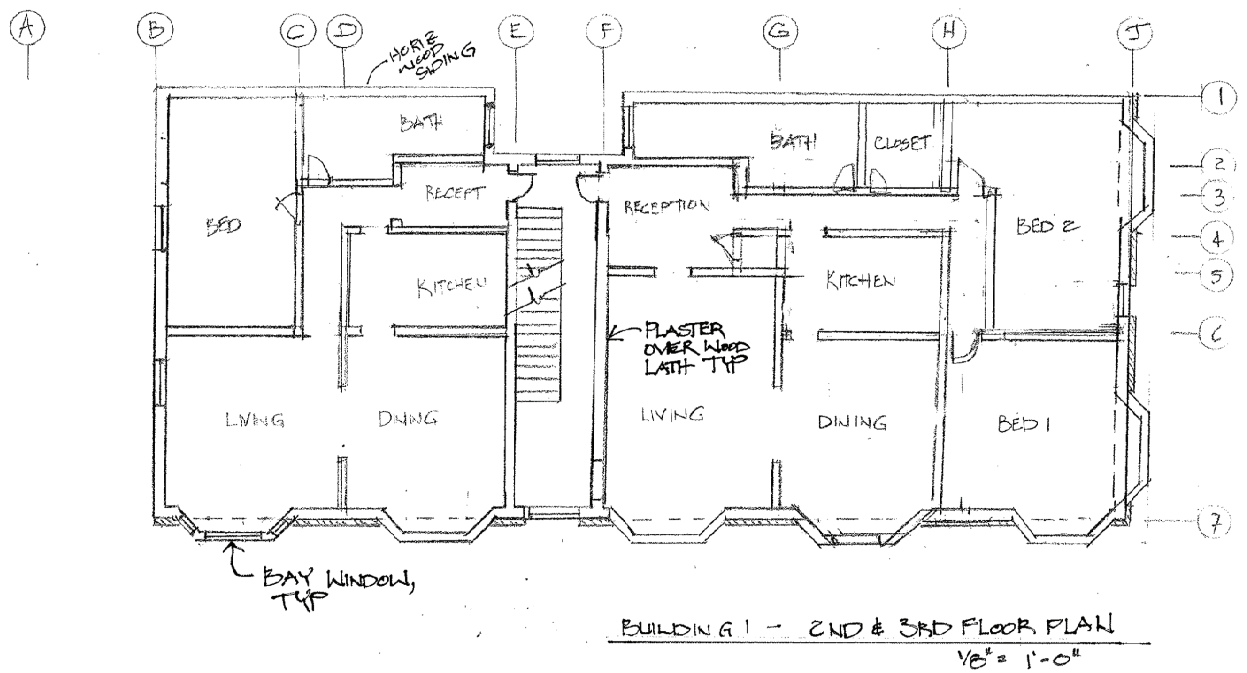 A B C D E F G H J
HORIZ
WOOD
SIDING
1
BATH
BATH CLOSET
2
RECEPT
3
RECEPTION
BED
BED 2
4
5
KITCHEN
KITCHEN
PLASTER
OVER WOOD
LATH TYP
6
LIVING
DINING
LIVING
DINING
BED 1
7
BAY WINDOW,
TYP
BUILDING 1 - 2ND & 3RD FLOOR PLAN
1/8" = 1'-0"